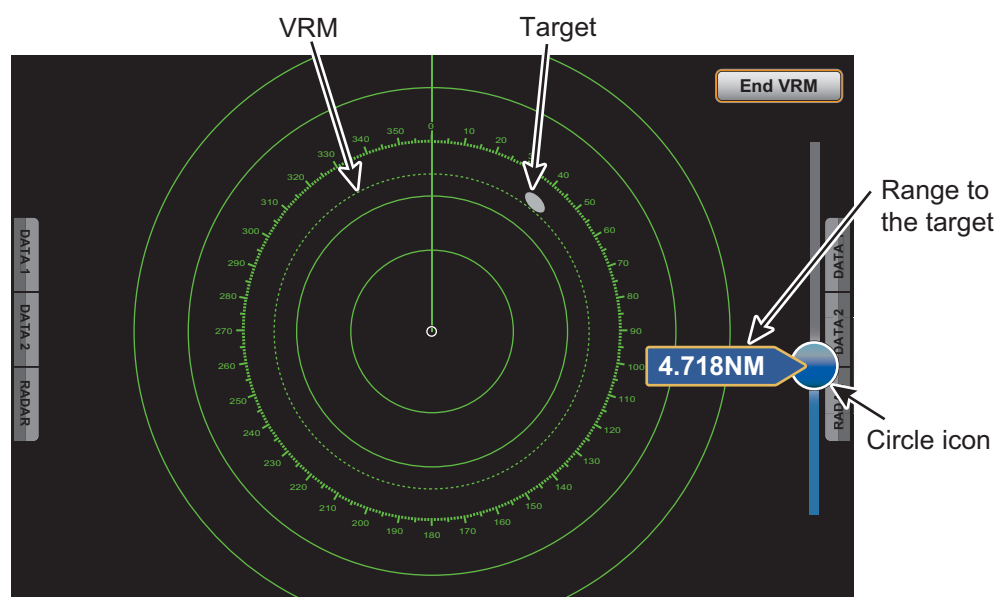 VRM
Target
End VRM
0
10
20
40
50
60
70
80
90
100
110
120
130
140
150
160
170
180
190
200
210
220
230
240
250
260
270
280
290
300
310
320
330
340
350
DATA 1
DATA 2
RADAR
4.718NM
DATA
DATA 2
RAD
Range to
the target
Circle icon